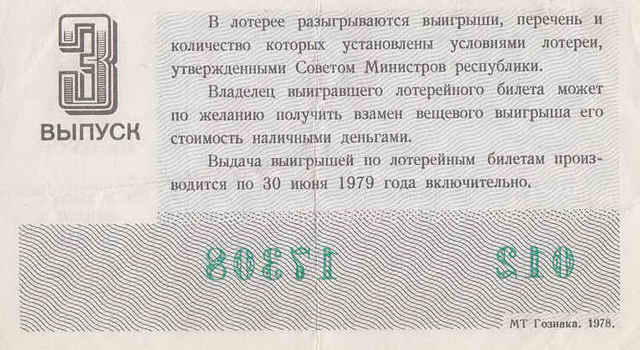 3
ВЫПУСК
В лотерее разыгрываются выигрыши, перечень и
количество которых установлены условиями лотереи,
утвержденными Советом Министров республики.
Владелец выигравшего лотерейного билета может
по желанию получить взамен вещевого выигрыша его
стоимость наличными деньгами.
Выдача выигрышей по лотерейным билетам произ-
водится по 30 июня 1979 года включительно.
012 17308
МТ Гознака. 1978.